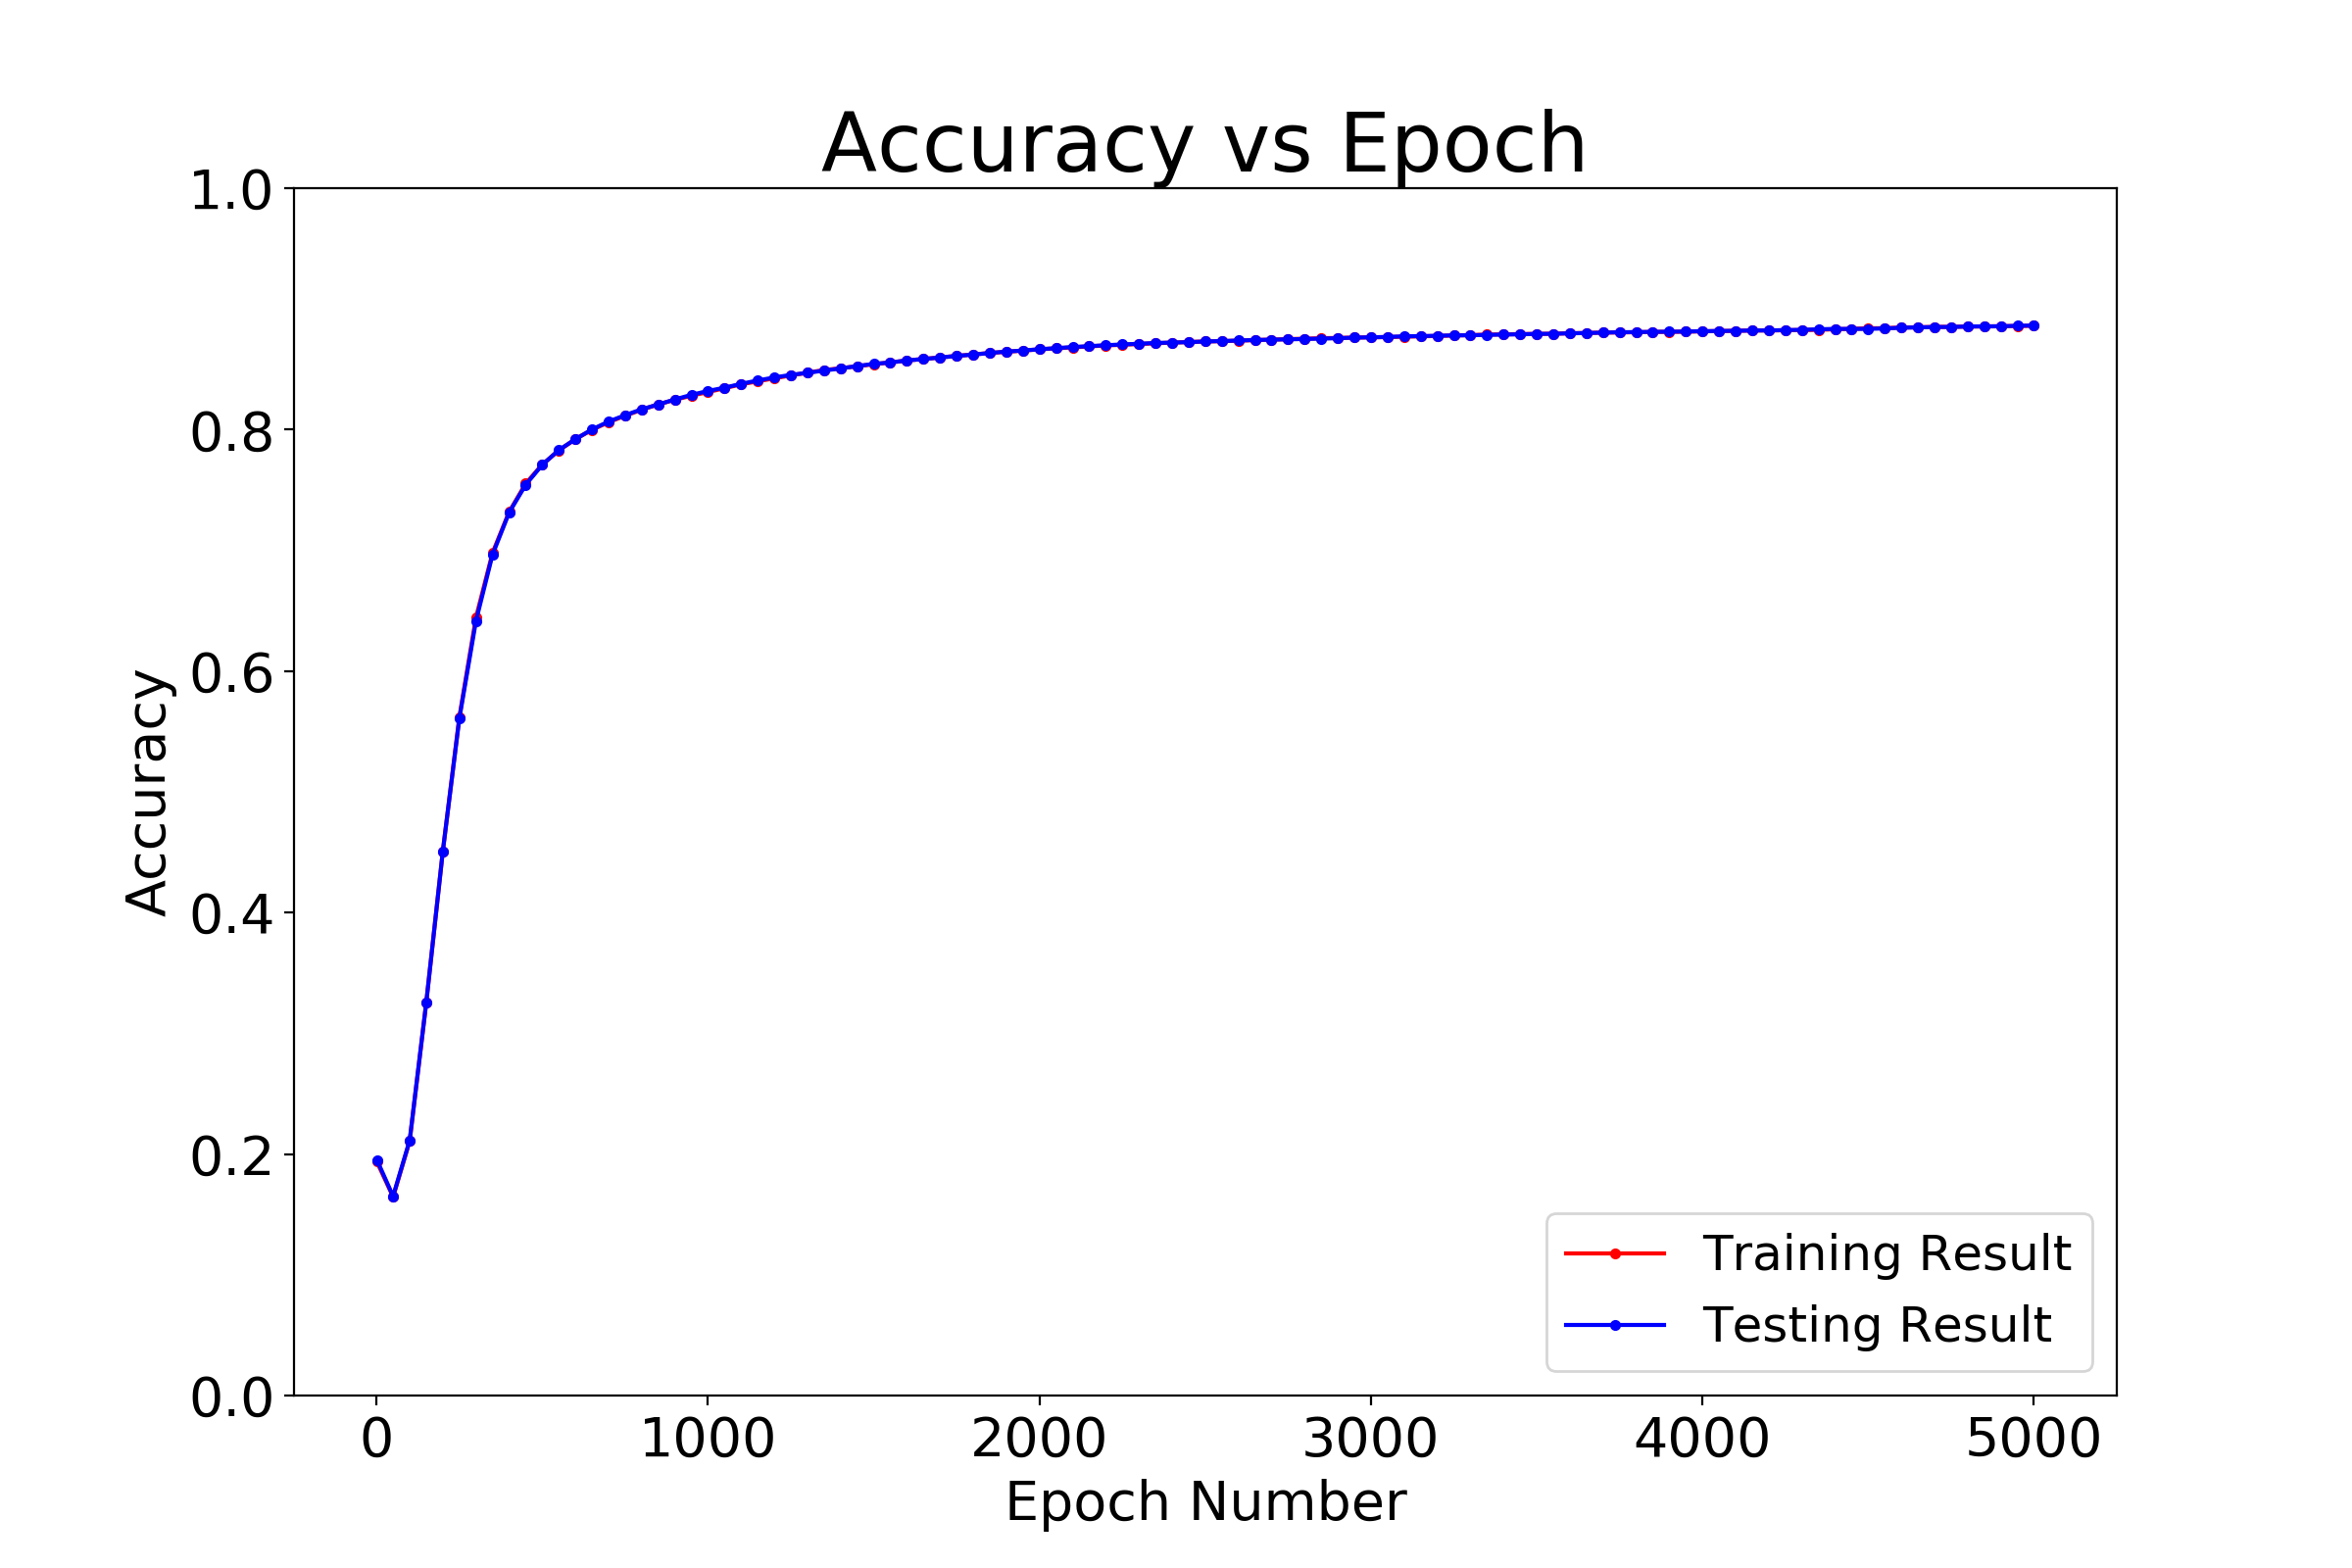 Accuracy vs Epoch
1.0
0.8
0.6
0.4
0.2
0.0
Accuracy
0 1000 2000 3000 4000 5000
Epoch Number
Training Result
Testing Result